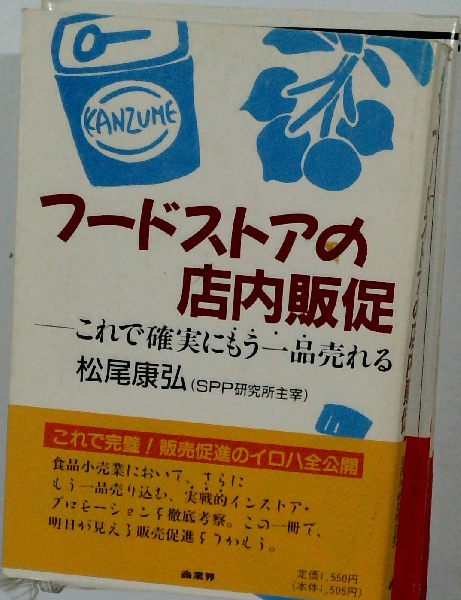 KANZUME
フードストアの
店内販促
──これで確実にもう一品売れる
松尾康弘(SPP研究所主宰)
これで完璧!販売促進のイロハ全公開
食品小売業において、さらに
もう一品売り込む、実戦的インストア・
プロモーションを徹底考察。この一冊で、
明日が見える販売促進をつかもう。
定価1,550円
(本体1,505円)
商業界